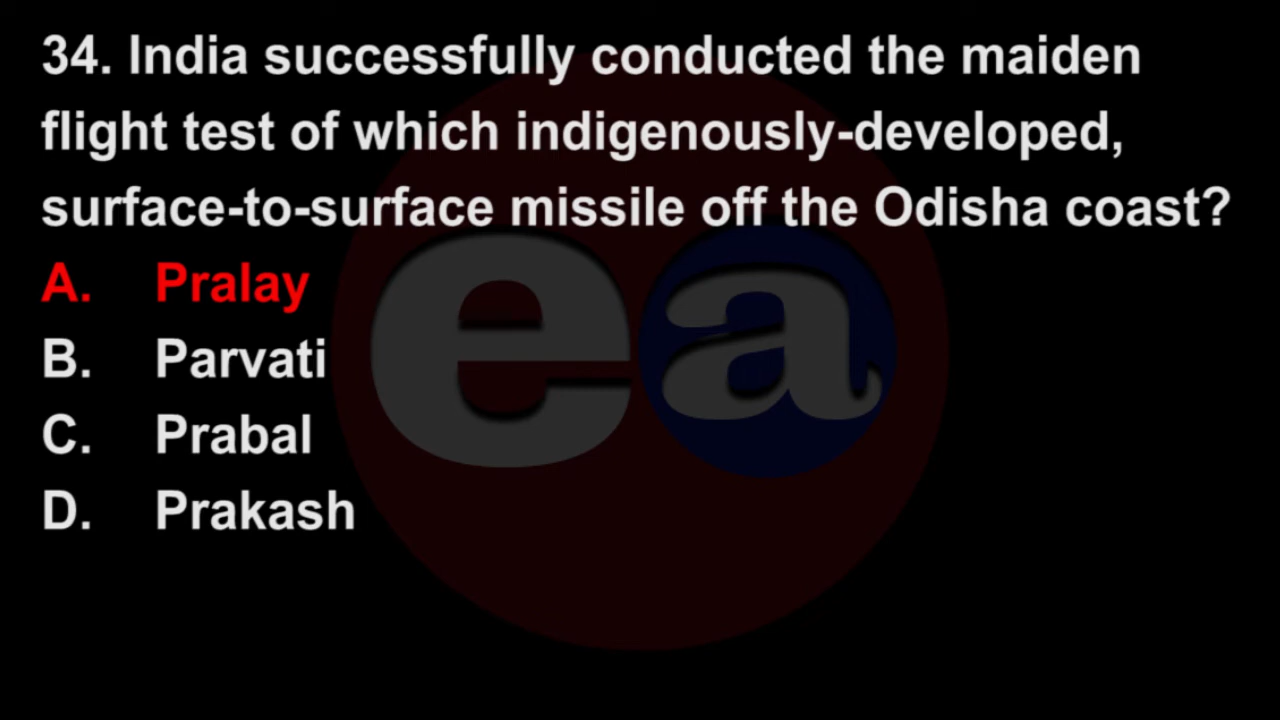 34. India successfully conducted the maiden
flight test of which indigenously-developed,
surface-to-surface missile off the Odisha coast?
A. Pralay
B. Parvati
C. Prabal
D. Prakash
ea